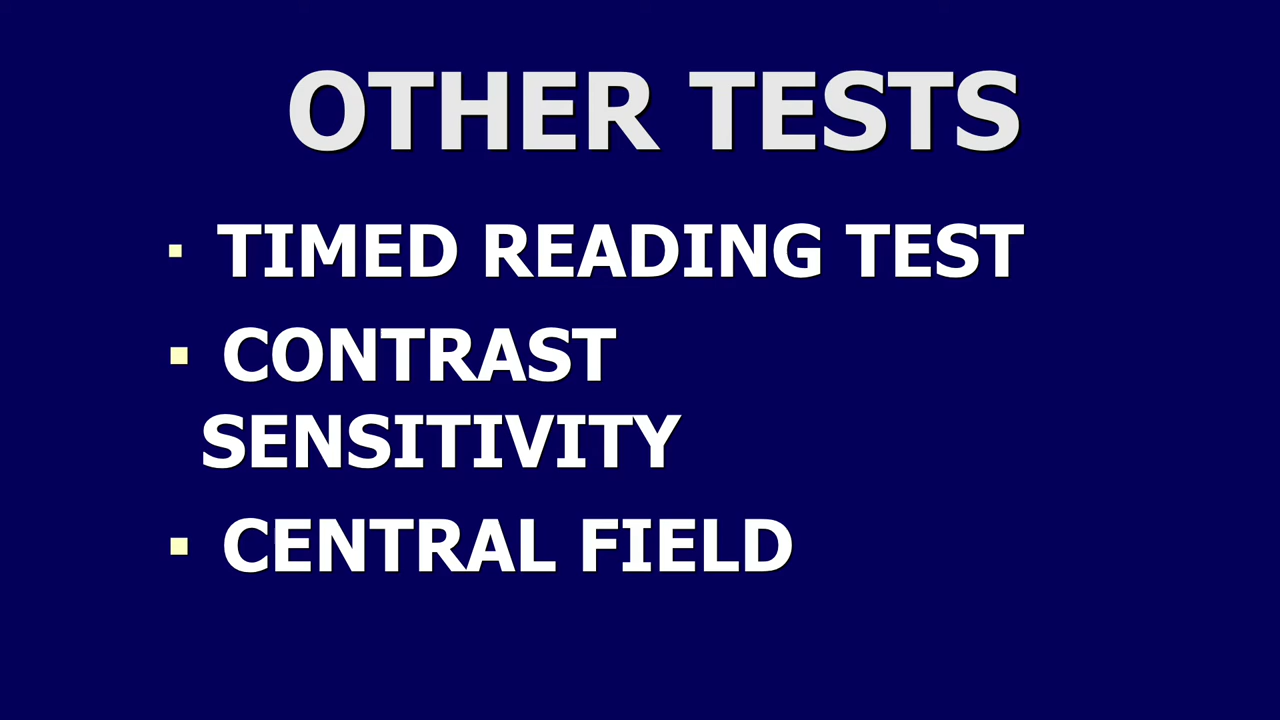 OTHER TESTS
▪ TIMED READING TEST
▪ CONTRAST
SENSITIVITY
▪ CENTRAL FIELD